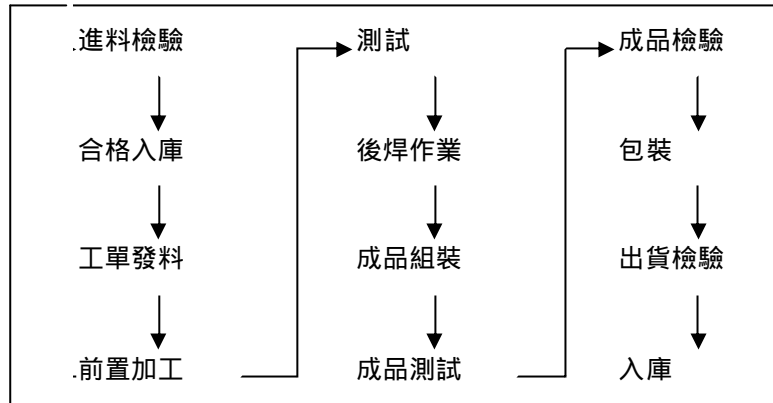 進料檢驗
合格入庫
工單發料
前置加工
測試
後焊作業
成品組裝
成品測試
成品檢驗
包裝
出貨檢驗
入庫